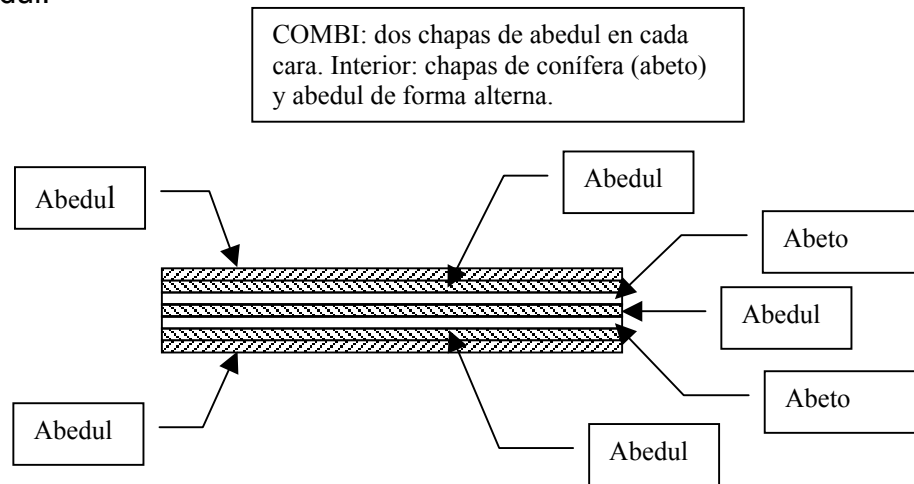 dul.
COMBI: dos chapas de abedul en cada
cara. Interior: chapas de conífera (abeto)
y abedul de forma alterna.
Abedul
Abedul
Abeto
Abedul
Abeto
Abedul
Abedul